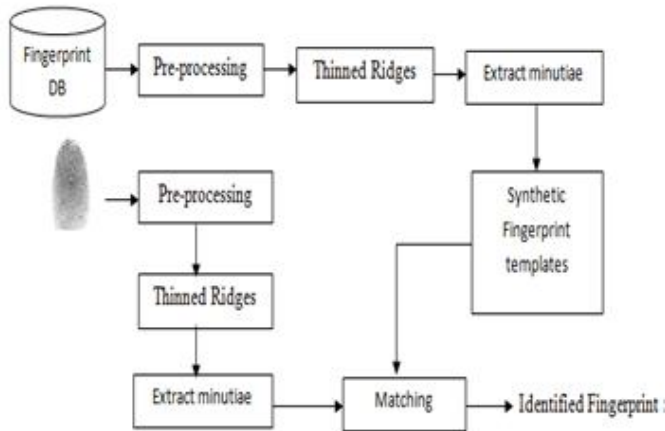 Fingerprint
DB
Pre-processing
Thinned Ridges
Extract minutiae
Pre-processing
Synthetic
Fingerprint
templates
Thinned Ridges
Extract minutiae
Matching
Identified Fingerprint :